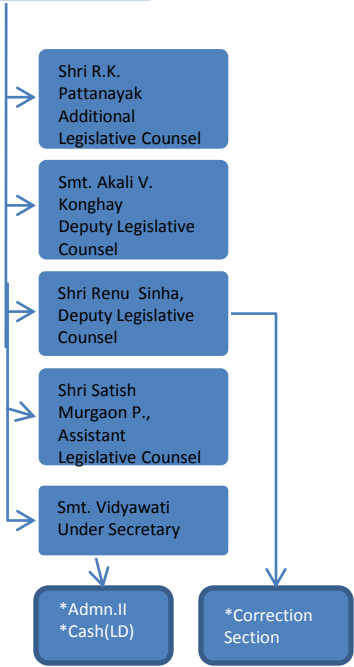 Shri R.K.
Pattanayak
Additional
Legislative Counsel
Smt. Akali V.
Konghay
Deputy Legislative
Counsel
Shri Renu Sinha,
Deputy Legislative
Counsel
Shri Satish
Murgaon P.,
Assistant
Legislative Counsel
Smt. Vidyawati
Under Secretary
*Admn.II
*Cash(LD)
*Correction
Section